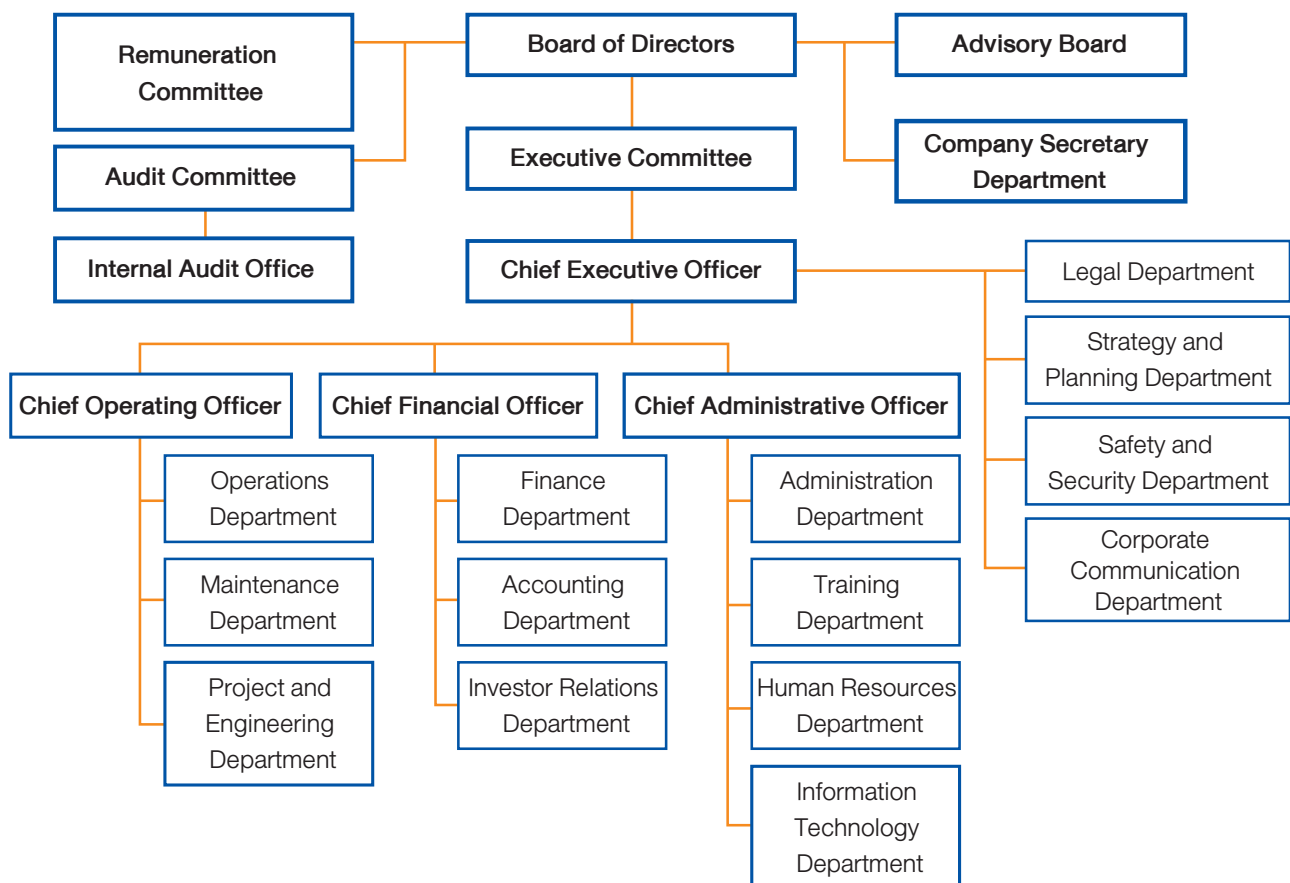 Remuneration
Committee
Board of Directors
Advisory Board
Audit Committee
Executive Committee
Company Secretary
Department
Internal Audit Office
Chief Executive Officer
Legal Department
Strategy and
Planning Department
Safety and
Security Department
Corporate
Communication
Department
Chief Operating Officer
Chief Financial Officer
Chief Administrative Officer
Operations
Department
Maintenance
Department
Project and
Engineering
Department
Finance
Department
Accounting
Department
Investor Relations
Department
Administration
Department
Training
Department
Human Resources
Department
Information
Technology
Department